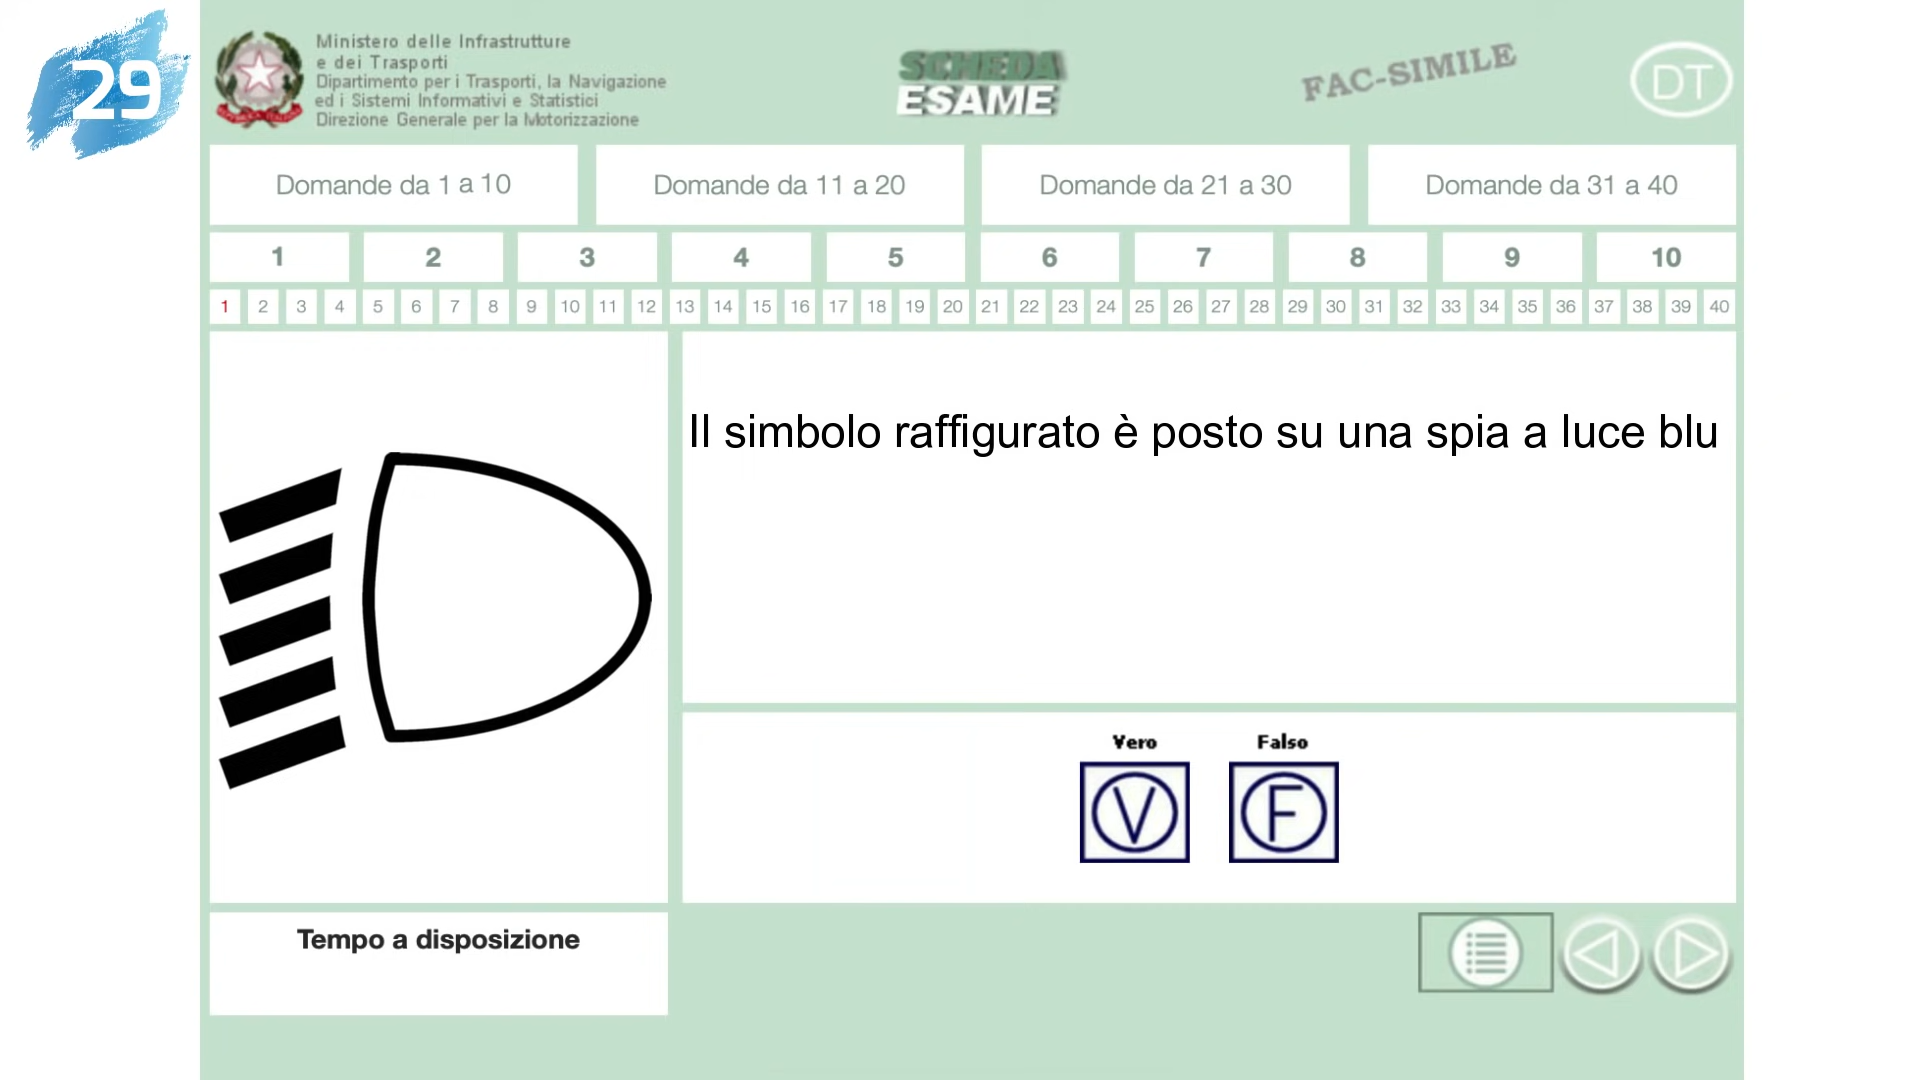 29
Ministero delle Infrastrutture
e dei Trasporti
Dipartimento per i Trasporti, la Navigazione
ed i Sistemi Informativi e Statistici
Direzione Generale per la Motorizzazione
SCHEDA
ESAME
FAC-SIMILE
DT
Domande da 1 a 10
Domande da 11 a 20
Domande da 21 a 30
Domande da 31 a 40
1 2 3 4 5 6 7 8 9 10
1 2 3 4 5 6 7 8 9 10 11 12 13 14 15 16 17 18 19 20 21 22 23 24 25 26 27 28 29 30 31 32 33 34 35 36 37 38 39 40
Il simbolo raffigurato è posto su una spia a luce blu
Vero Falso
V F
Tempo a disposizione